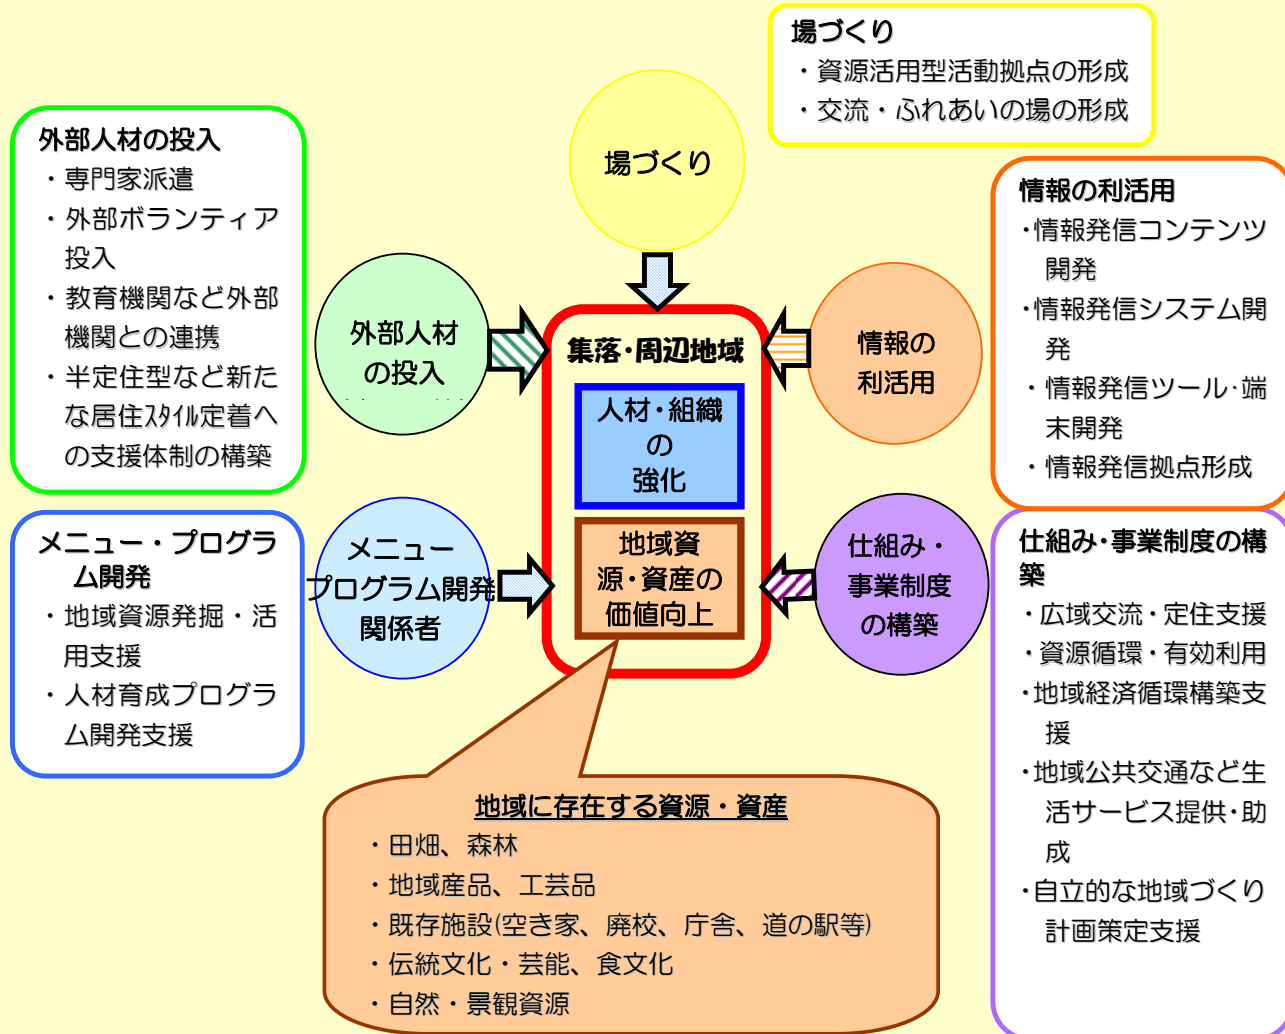 場づくり
・資源活用型活動拠点の形成
・交流・ふれあいの場の形成
外部人材の投入
・専門家派遣
・外部ボランティア
投入
・教育機関など外部
機関との連携
・半定住型など新た
な居住ｽﾀｲﾙ定着へ
の支援体制の構築
場づくり
情報の利活用
・情報発信コンテンツ
開発
・情報発信システム開
発
・情報発信ツール・端
末開発
・情報発信拠点形成
外部人材
の投入
集落・周辺地域
人材・組織
の
強化
地域資
源・資産の
価値向上
情報の
利活用
メニュー・プログラ
ム開発
・地域資源発掘・活
用支援
・人材育成プログラ
ム開発支援
メニュー
プログラム開発
関係者
仕組み・
事業制度
の構築
仕組み・事業制度の構
築
・広域交流・定住支援
・資源循環・有効利用
・地域経済循環構築支
援
・地域公共交通など生
活サービス提供・助
成
・自立的な地域づくり
計画策定支援
地域に存在する資源・資産
・田畑、森林
・地域産品、工芸品
・既存施設(空き家、廃校、庁舎、道の駅等)
・伝統文化・芸能、食文化
・自然・景観資源